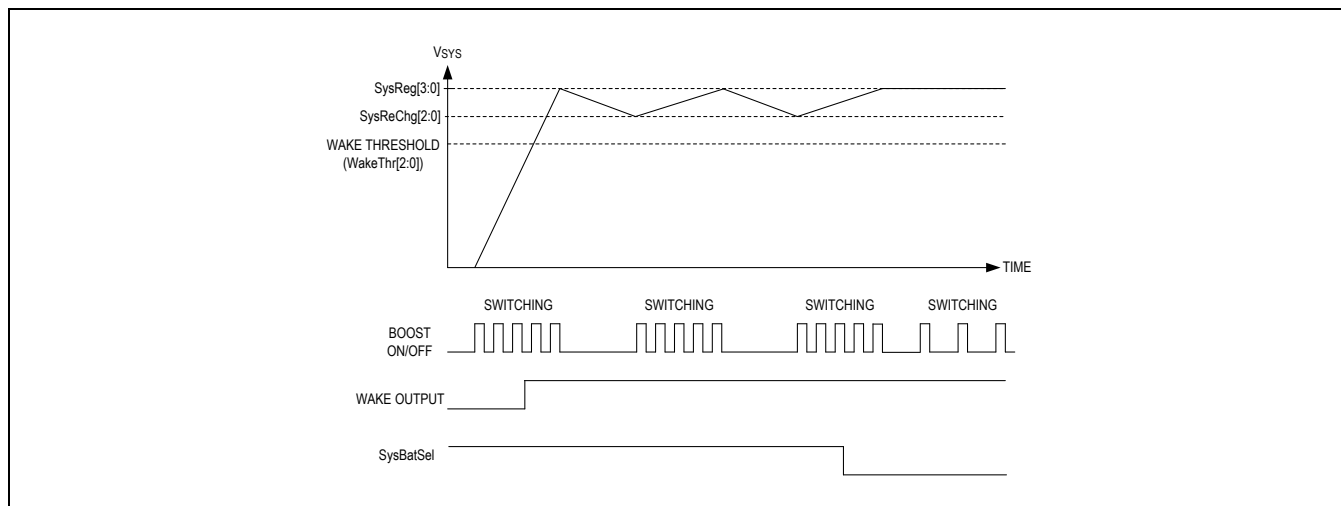 VSYS
SysReg[3:0]
SysReChg[2:0]
WAKE THRESHOLD
(WakeThr[2:0])
TIME
SWITCHING SWITCHING SWITCHING SWITCHING
BOOST
ON/OFF
WAKE OUTPUT
SysBatSel